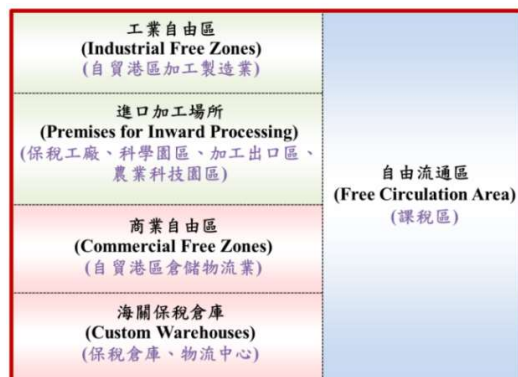 工業自由區
(Industrial Free Zones)
(自貿港區加工製造業)
進口加工場所
(Premises for Inward Processing)
(保稅工廠、科學園區、加工出口區、
農業科技園區)
商業自由區
(Commercial Free Zones)
(自貿港區倉儲物流業)
海關保稅倉庫
(Custom Warehouses)
(保稅倉庫、物流中心)
自由流通區
(Free Circulation Area)
(課稅區)